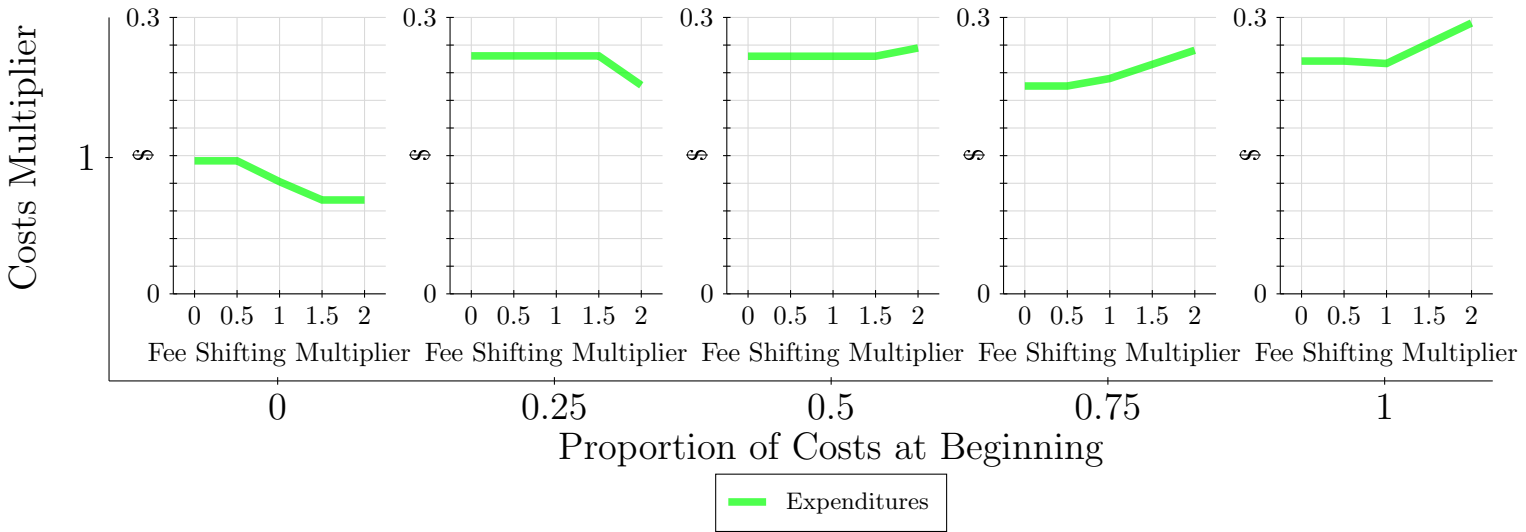 Costs Multiplier
1
0.3 0.3 0.3 0.3 0.3
$ $ $ $ $
0 0 0 0 0
0 0.5 1 1.5 2 0 0.5 1 1.5 2 0 0.5 1 1.5 2 0 0.5 1 1.5 2 0 0.5 1 1.5 2
Fee Shifting Multiplier Fee Shifting Multiplier Fee Shifting Multiplier Fee Shifting Multiplier Fee Shifting Multiplier
0 0.25 0.5 0.75 1
Proportion of Costs at Beginning
Expenditures